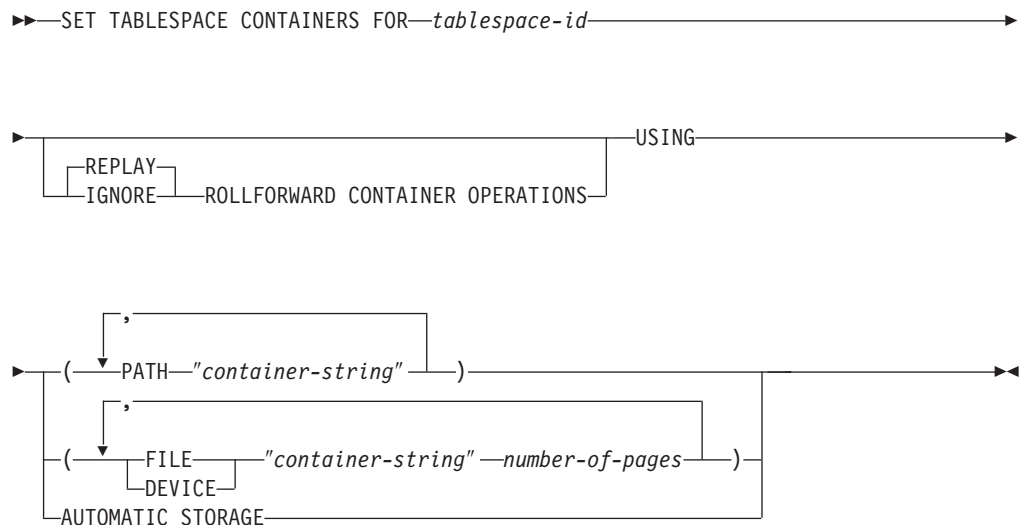 SET TABLESPACE CONTAINERS FOR tablespace-id
USING
REPLAY
IGNORE ROLLFORWARD CONTAINER OPERATIONS
,
( PATH "container-string" )
,
( FILE "container-string" number-of-pages )
DEVICE
AUTOMATIC STORAGE